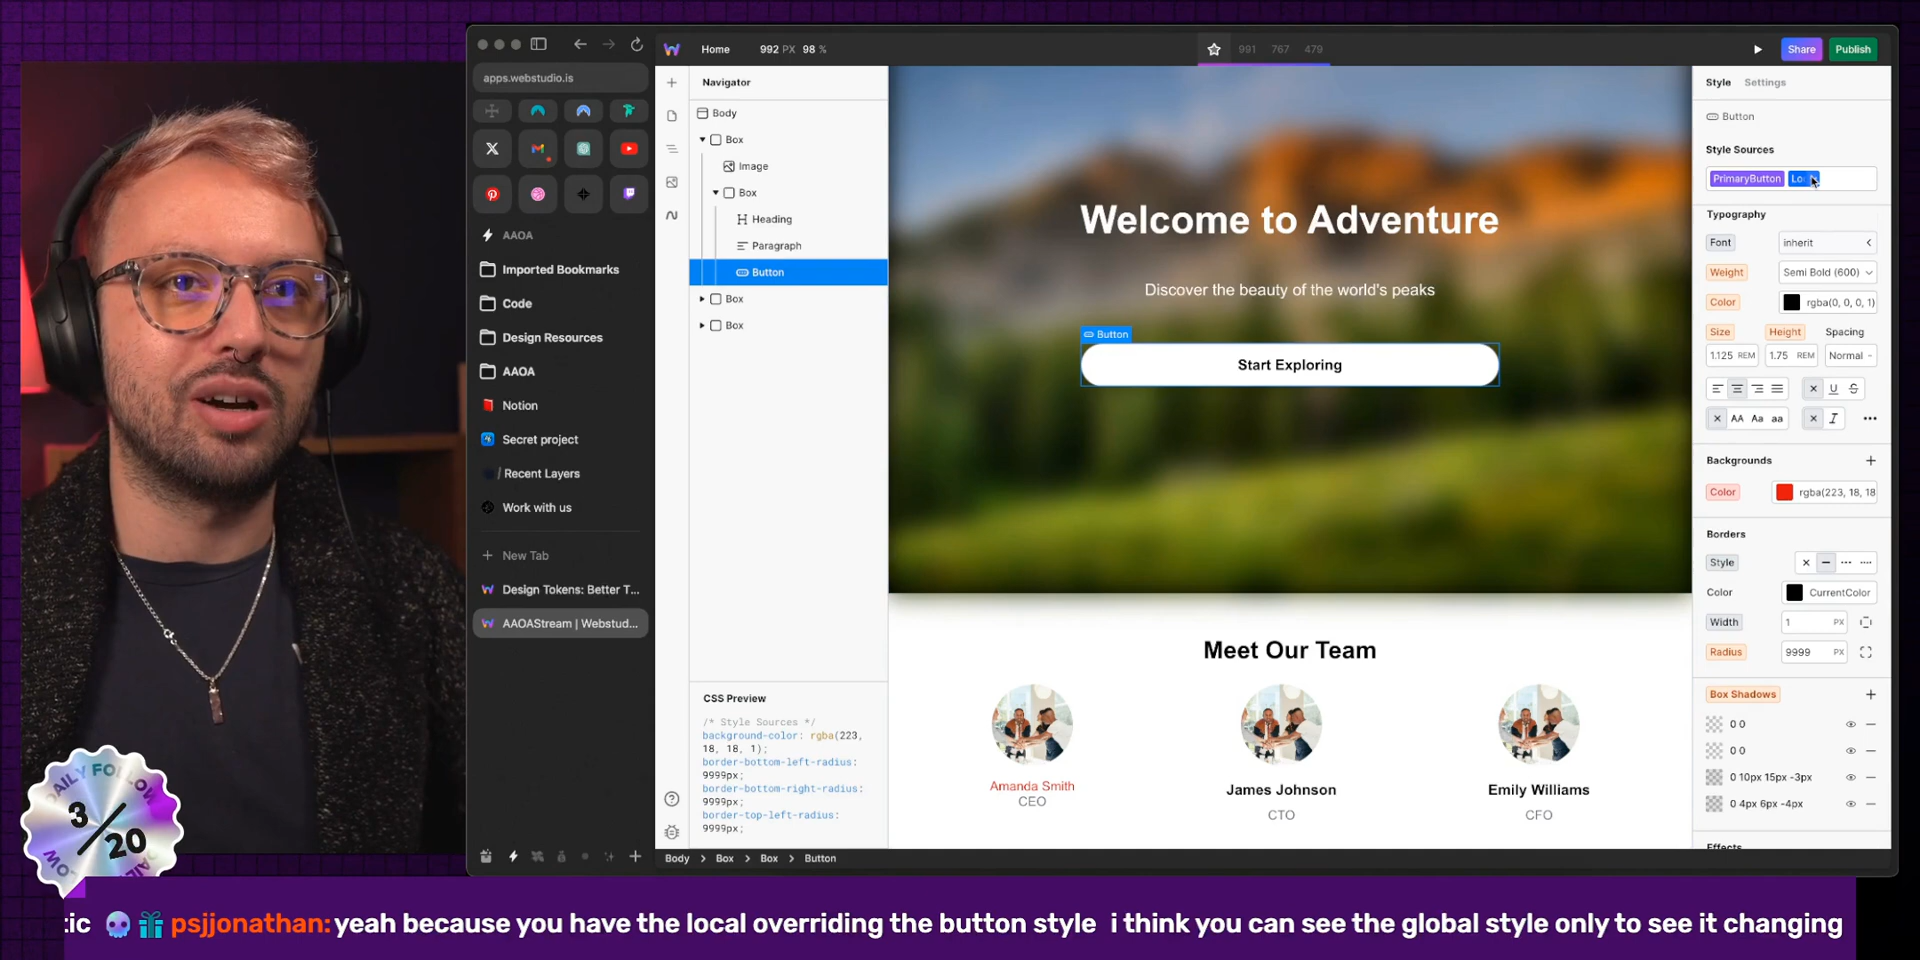 apps.webstudio.is
AAOA
Imported Bookmarks
Code
Design Resources
AAOA
Notion
Secret project
Recent Layers
Work with us
New Tab
Design Tokens: Better T...
AAOAStream | Webstud...
Home 992 PX 98 %
991 767 479
Share Publish
Navigator
Body
Box
Image
Box
Heading
Paragraph
Button
Box
Box
CSS Preview
/* Style Sources */
background-color: rgba(223,
18, 18, 1);
border-bottom-left-radius:
9999px;
border-bottom-right-radius:
9999px;
border-top-left-radius:
9999px;
Body > Box > Box > Button
Welcome to Adventure
Discover the beauty of the world's peaks
Button
Start Exploring
Meet Our Team
Amanda Smith
CEO
James Johnson
CTO
Emily Williams
CFO
Style Settings
Button
Style Sources
PrimaryButton
Typography
Font inherit
Weight Semi Bold (600)
Color rgba(0, 0, 0, 1)
Size Height Spacing
1.125 REM 1.75 REM Normal
AA Aa aa
Backgrounds
Color rgba(223, 18, 18
Borders
Style
Color CurrentColor
Width 1 PX
Radius 9999 PX
Box Shadows
0 0
0 0
0 10px 15px -3px
0 4px 6px -4px
DAILY FOLLOW
3/20
tic psjjonathan: yeah because you have the local overriding the button style i think you can see the global style only to see it changing